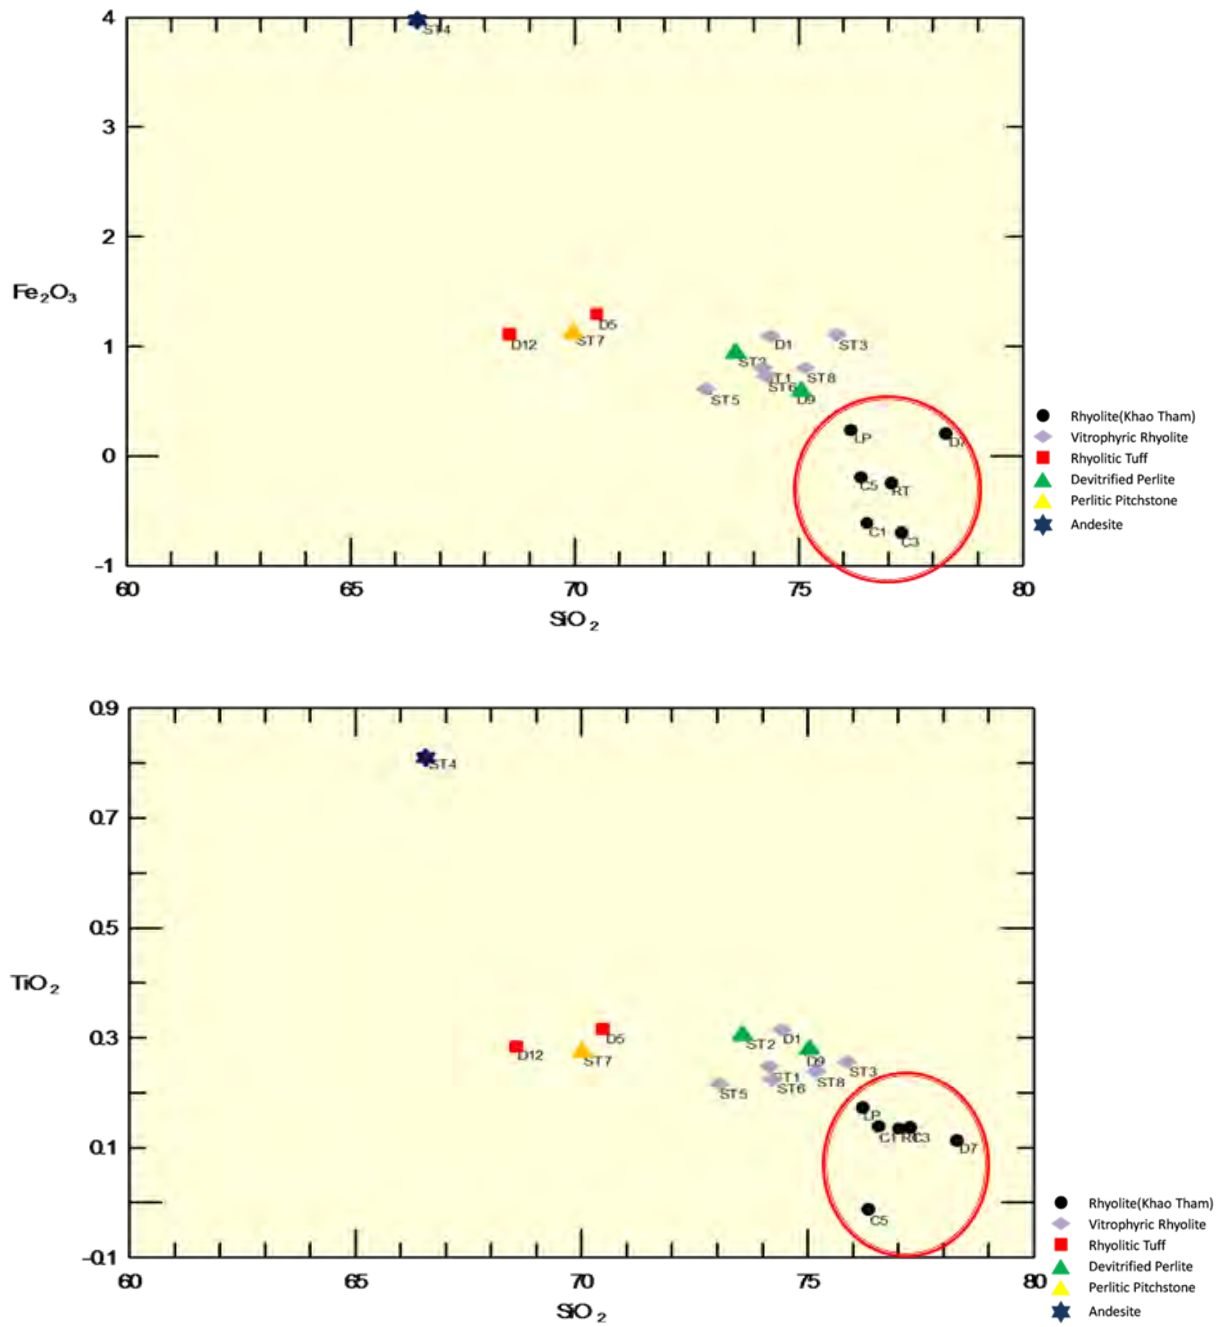 4
ST4
3
2
Fe₂O₃
D5
D12
ST7
1
D1
ST3
ST2
ST1
ST8
ST6
ST5
D9
Rhyolite(Khao Tham)
LP
D7
Vitrophyric Rhyolite
0
Rhyolitic Tuff
C5
RT
Devitrified Perlite
Perlitic Pitchstone
C1
C3
Andesite
-1
60
65
70
75
80
SiO₂
0.9
ST4
0.7
0.5
TiO₂
0.3
D5
D12
ST7
ST2
D1
D9
ST3
ST1
ST8
ST6
ST5
LP
C1
C3
D7
0.1
Rhyolite(Khao Tham)
C5
Vitrophyric Rhyolite
Rhyolitic Tuff
-0.1
Devitrified Perlite
60
65
70
75
80
Perlitic Pitchstone
SiO₂
Andesite